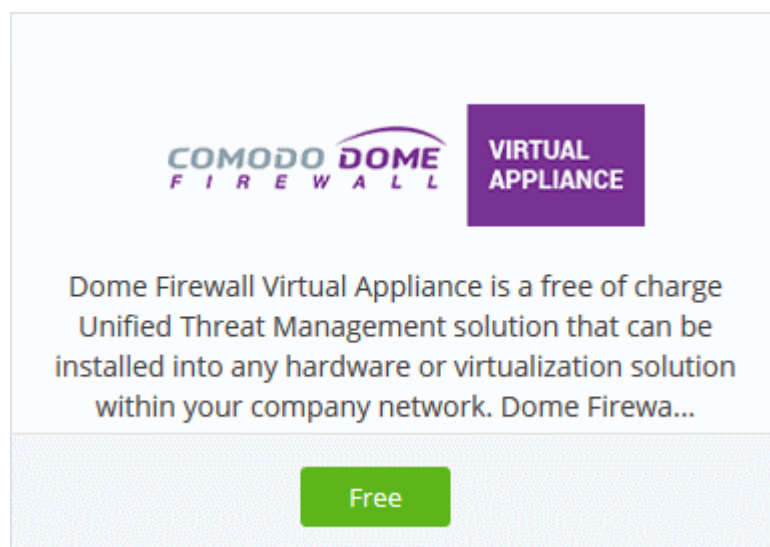 COMODO DOME
FIREWALL
VIRTUAL
APPLIANCE
Dome Firewall Virtual Appliance is a free of charge
Unified Threat Management solution that can be
installed into any hardware or virtualization solution
within your company network. Dome Firewa...
Free